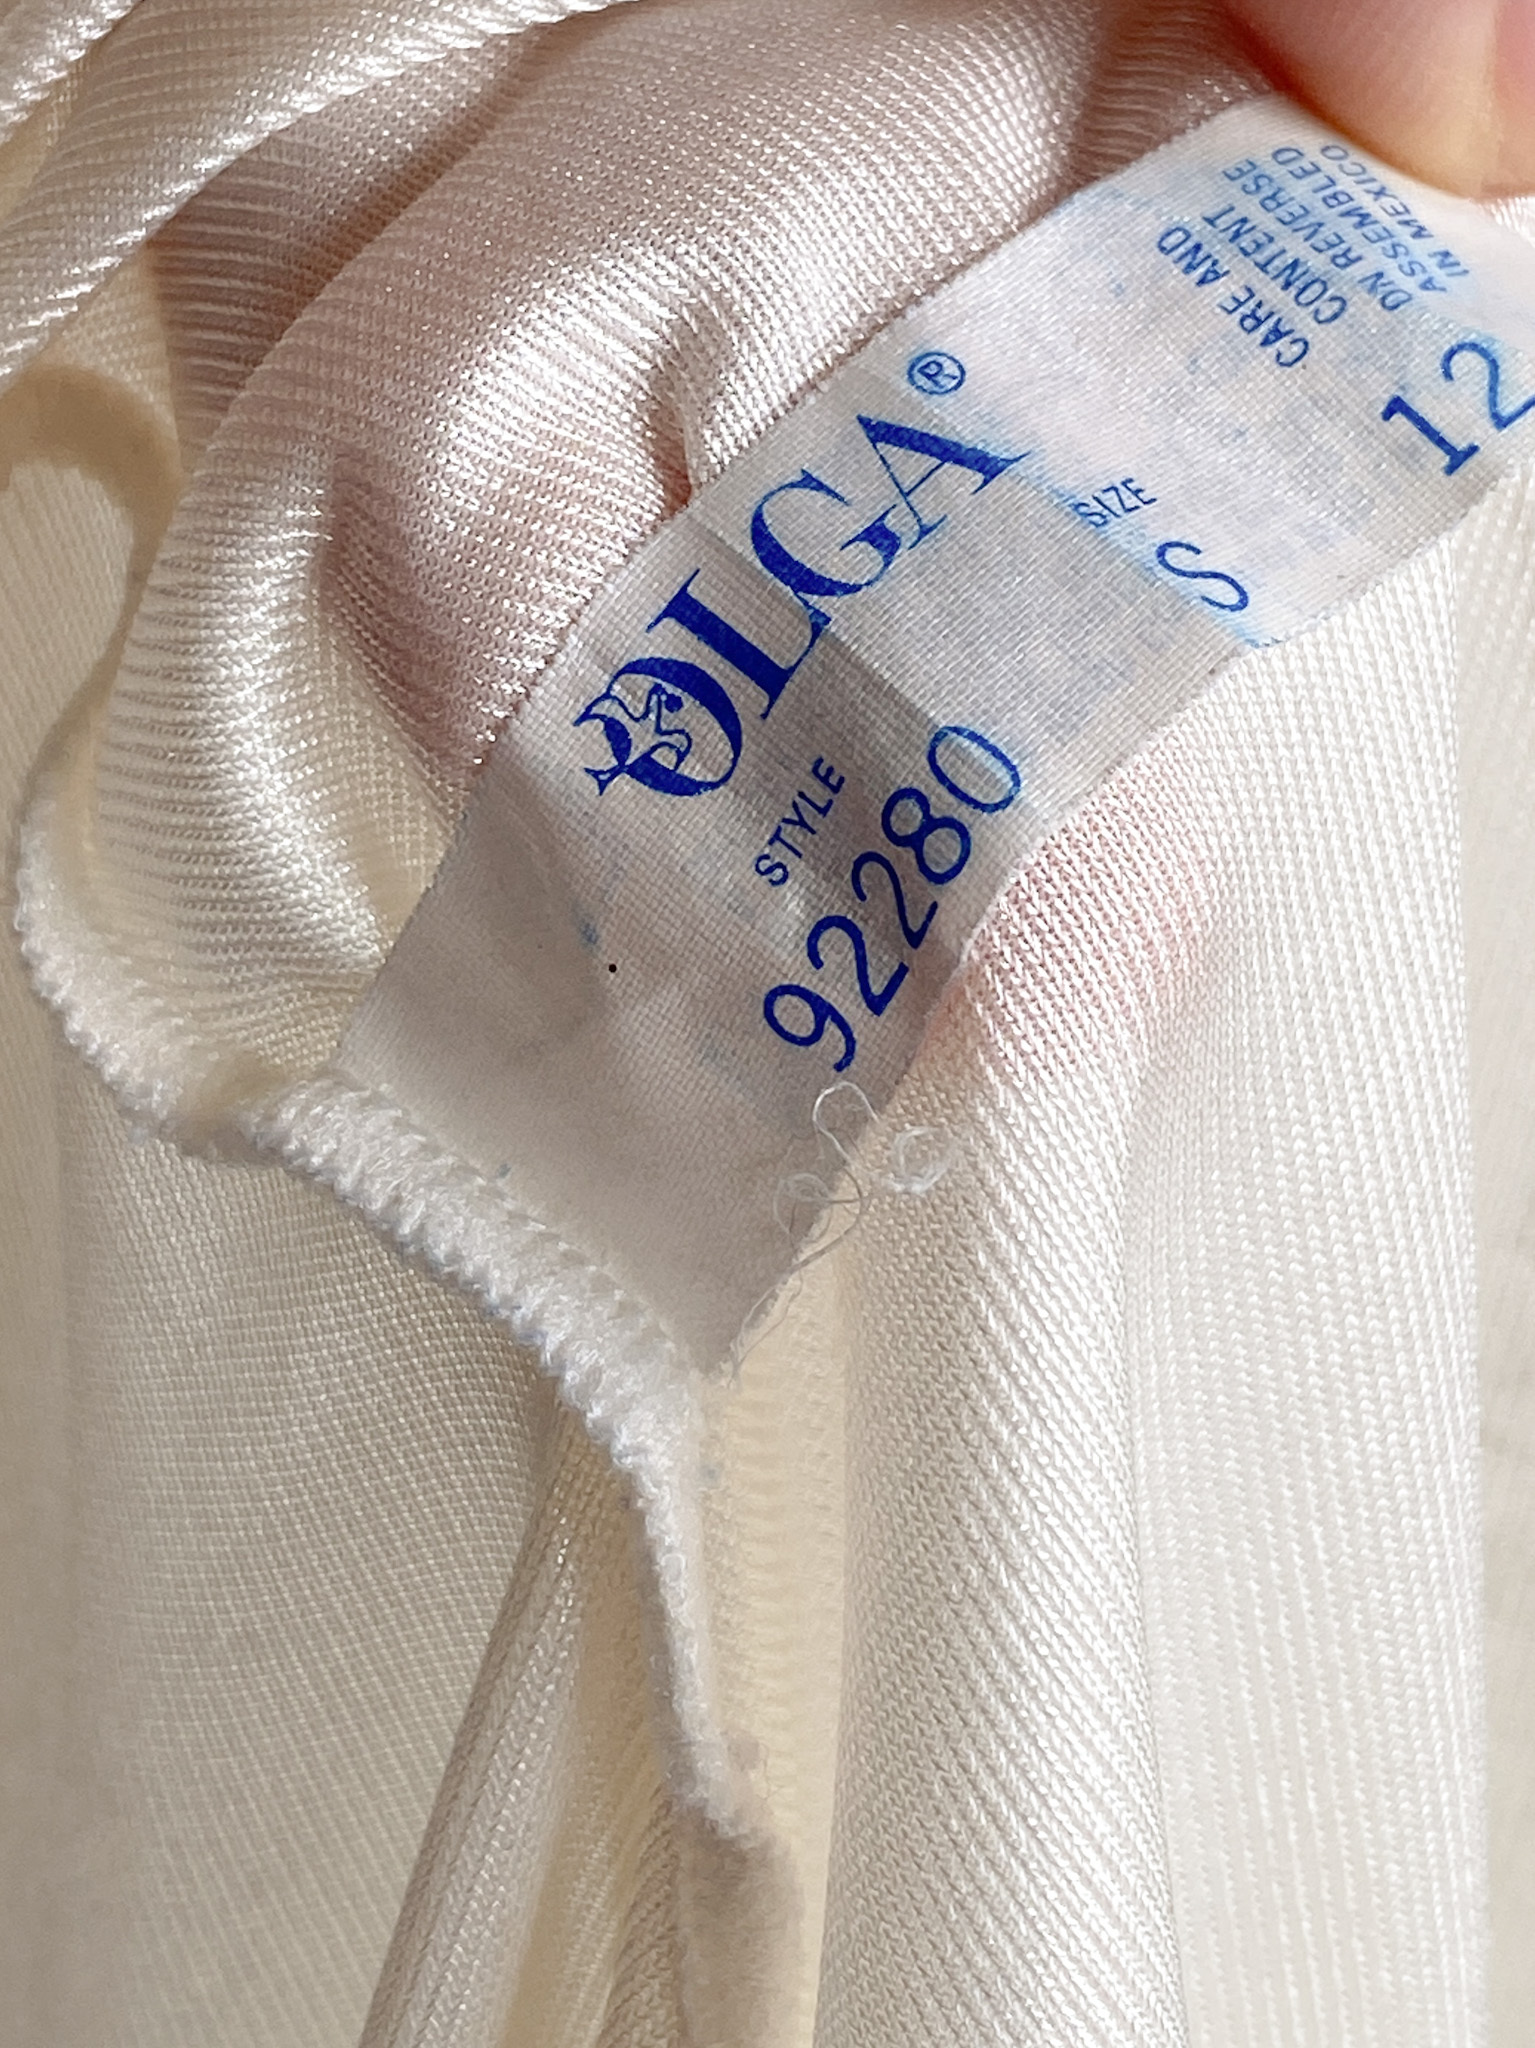 OLGA®
STYLE
92280
SIZE
S
12
CARE AND
CONTENT
ON REVERSE
ASSEMBLED
IN MEXICO